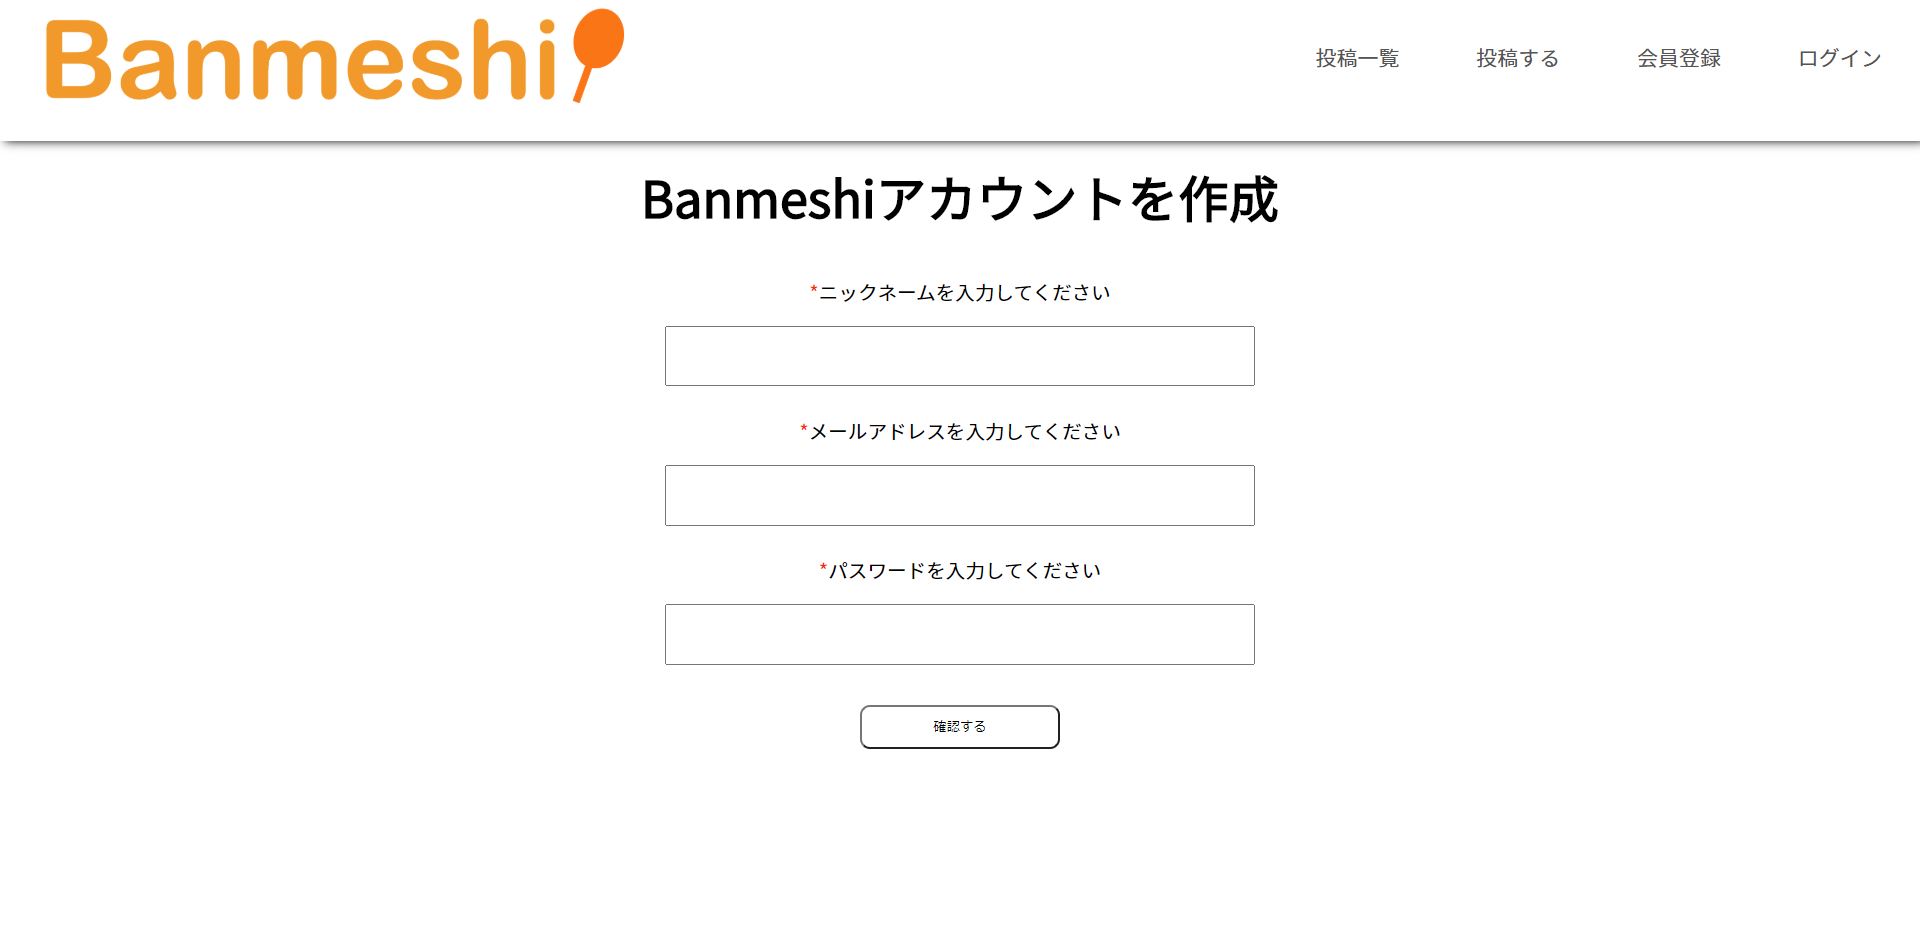 Banmeshi
投稿一覧 投稿する 会員登録 ログイン
Banmeshiアカウントを作成
*ニックネームを入力してください
*メールアドレスを入力してください
*パスワードを入力してください
確認する